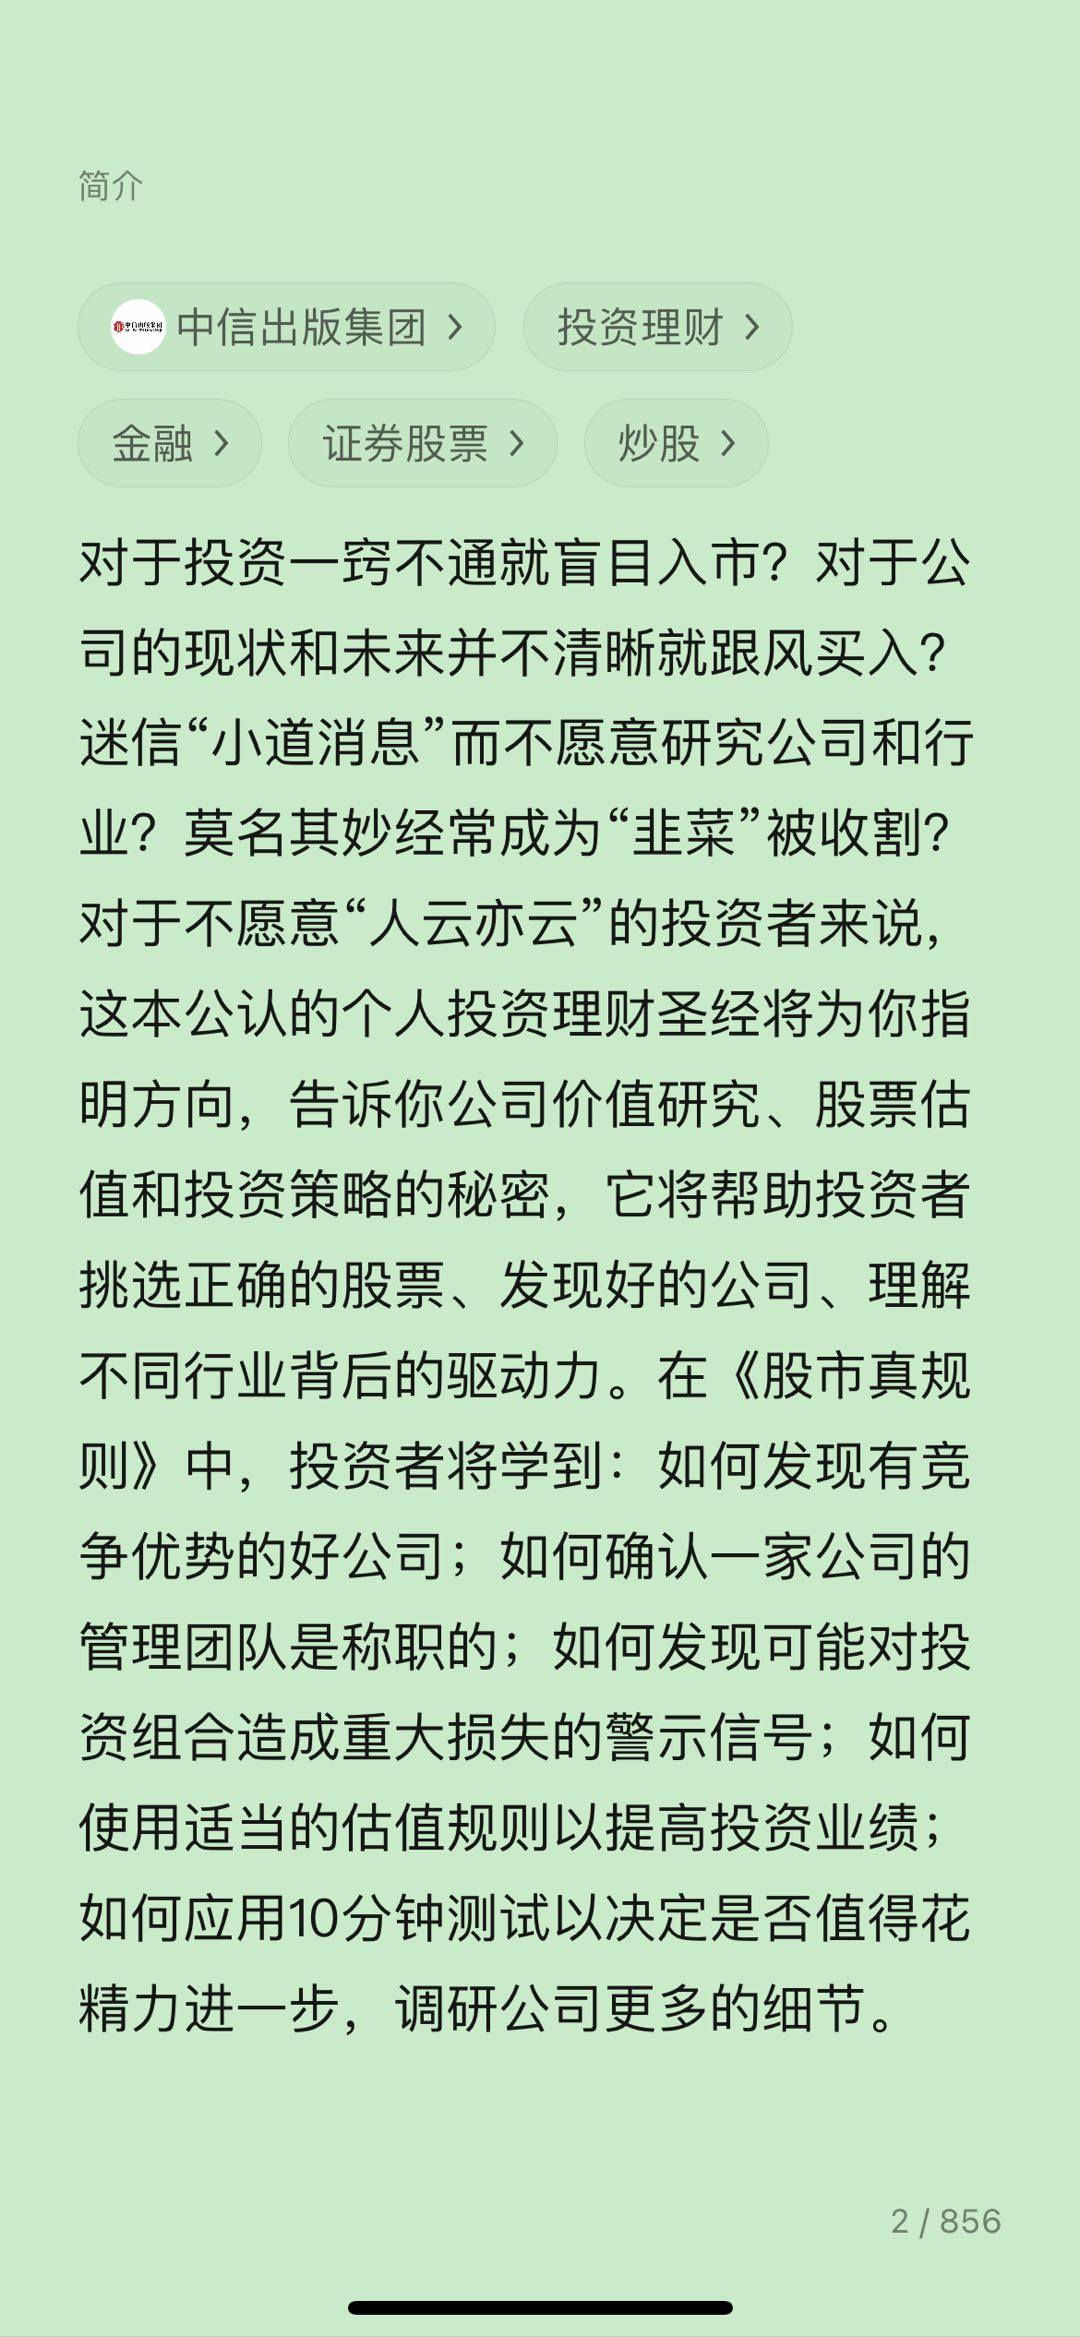 简介
中信出版集团 >
投资理财 >
金融 >
证券股票 >
炒股 >
对于投资一窍不通就盲目入市？对于公
司的现状和未来并不清晰就跟风买入？
迷信“小道消息”而不愿意研究公司和行
业？莫名其妙经常成为“韭菜”被收割？
对于不愿意“人云亦云”的投资者来说，
这本公认的个人投资理财圣经将为你指
明方向，告诉你公司价值研究、股票估
值和投资策略的秘密，它将帮助投资者
挑选正确的股票、发现好的公司、理解
不同行业背后的驱动力。在《股市真规
则》中，投资者将学到：如何发现有竞
争优势的好公司；如何确认一家公司的
管理团队是称职的；如何发现可能对投
资组合造成重大损失的警示信号；如何
使用适当的估值规则以提高投资业绩；
如何应用10分钟测试以决定是否值得花
精力进一步，调研公司更多的细节。
2 / 856